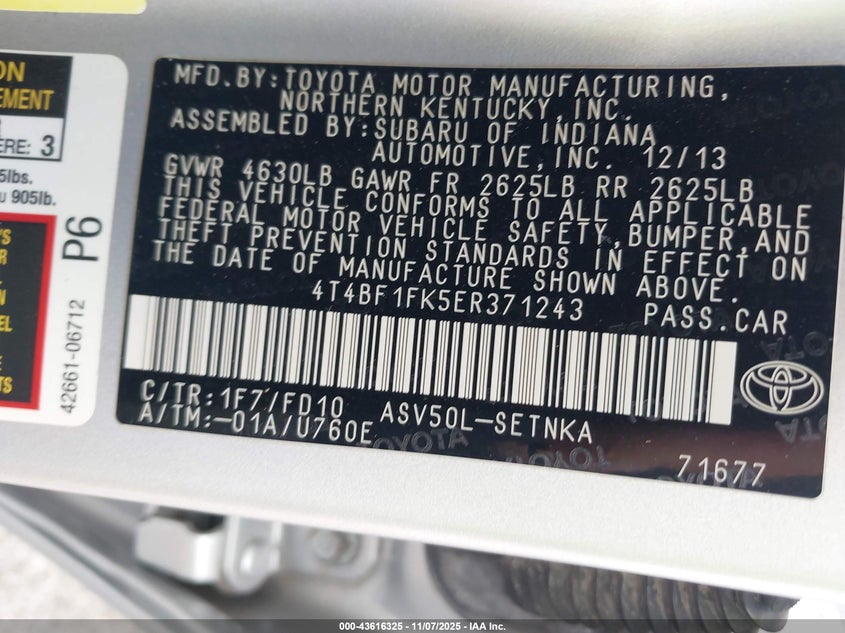 ON
EMENT
ERE: 3
5lbs.
905lb.
P6
42661-06712
MFD.BY:TOYOTA MOTOR MANUFACTURING,
NORTHERN KENTUCKY,INC.
ASSEMBLED BY:SUBARU OF INDIANA
AUTOMOTIVE,INC. 12/13
GVWR 4630LB GAWR FR 2625LB RR 2625LB
THIS VEHICLE CONFORMS TO ALL APPLICABLE
FEDERAL MOTOR VEHICLE SAFETY,BUMPER,AND
THEFT PREVENTION STANDARDS IN EFFECT ON
THE DATE OF MANUFACTURE SHOWN ABOVE.
4T4BF1FK5ER371243 PASS.CAR
C/TR:1F7/FD10 ASV50L-SETNKA
A/TM:-01A/U760E
TOYOTA
71677
000-43616325 - 11/07/2025 - IAA Inc.